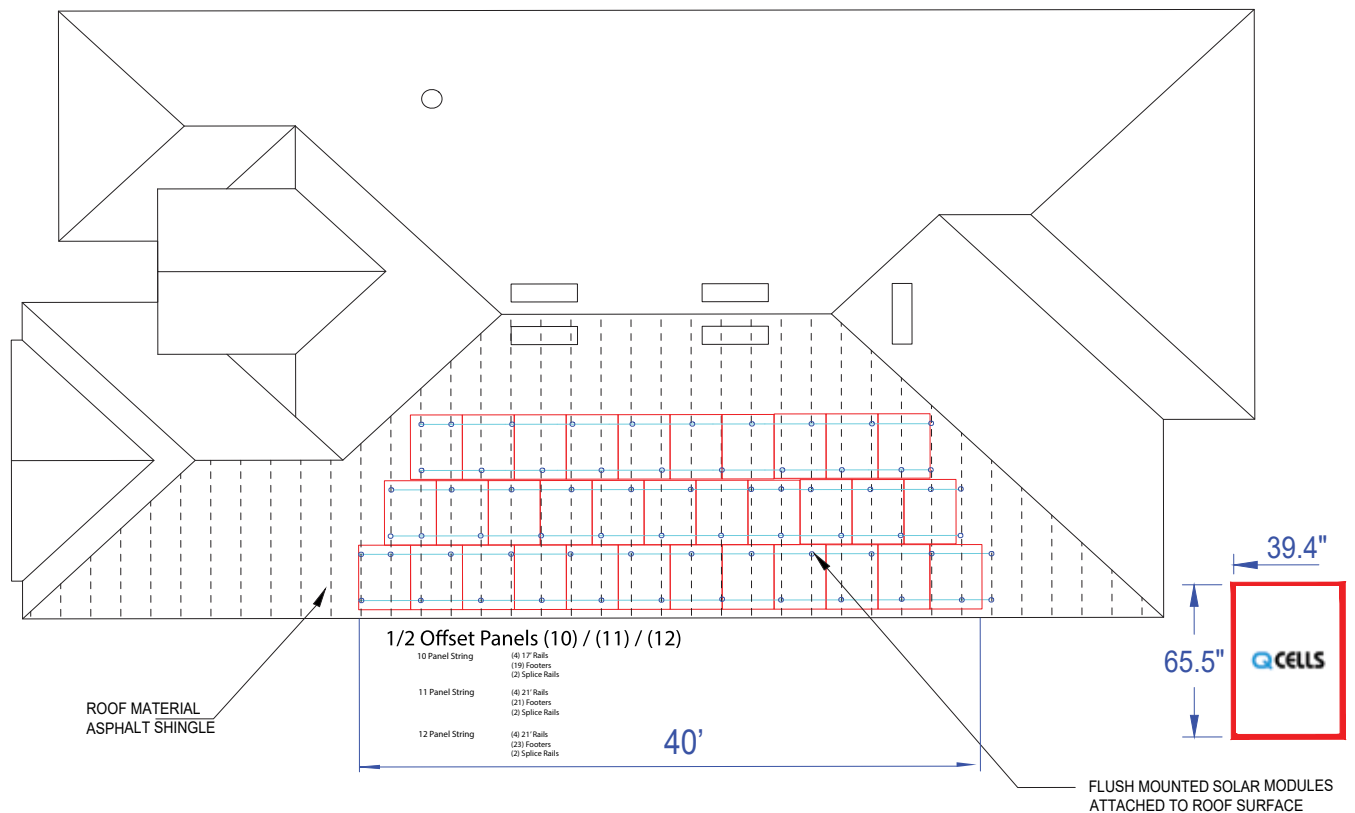 39.4"
1/2 Offset Panels (10) / (11) / (12)
10 Panel String
(4) 17' Rails
(19) Footers
(2) Splice Rails
11 Panel String
(4) 21' Rails
(21) Footers
(2) Splice Rails
12 Panel String
(4) 21' Rails
(23) Footers
(2) Splice Rails
65.5"
Q CELLS
ROOF MATERIAL
ASPHALT SHINGLE
40'
FLUSH MOUNTED SOLAR MODULES
ATTACHED TO ROOF SURFACE